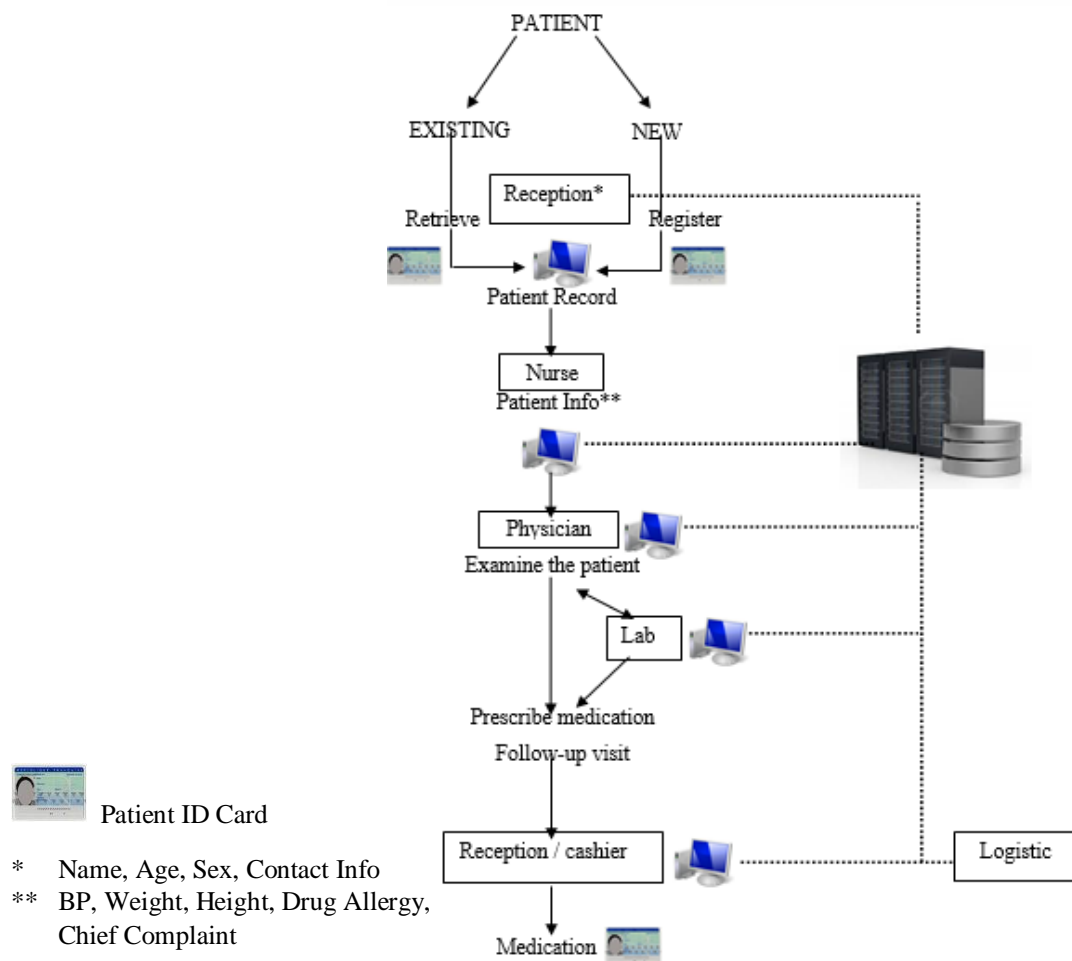 PATIENT
EXISTING
NEW
Reception*
Retrieve
Register
Patient Record
Nurse
Patient Info**
Physician
Examine the patient
Lab
Prescribe medication
Follow-up visit
Patient ID Card
Reception / cashier
Logistic
* Name, Age, Sex, Contact Info
** BP, Weight, Height, Drug Allergy,
Chief Complaint
Medication